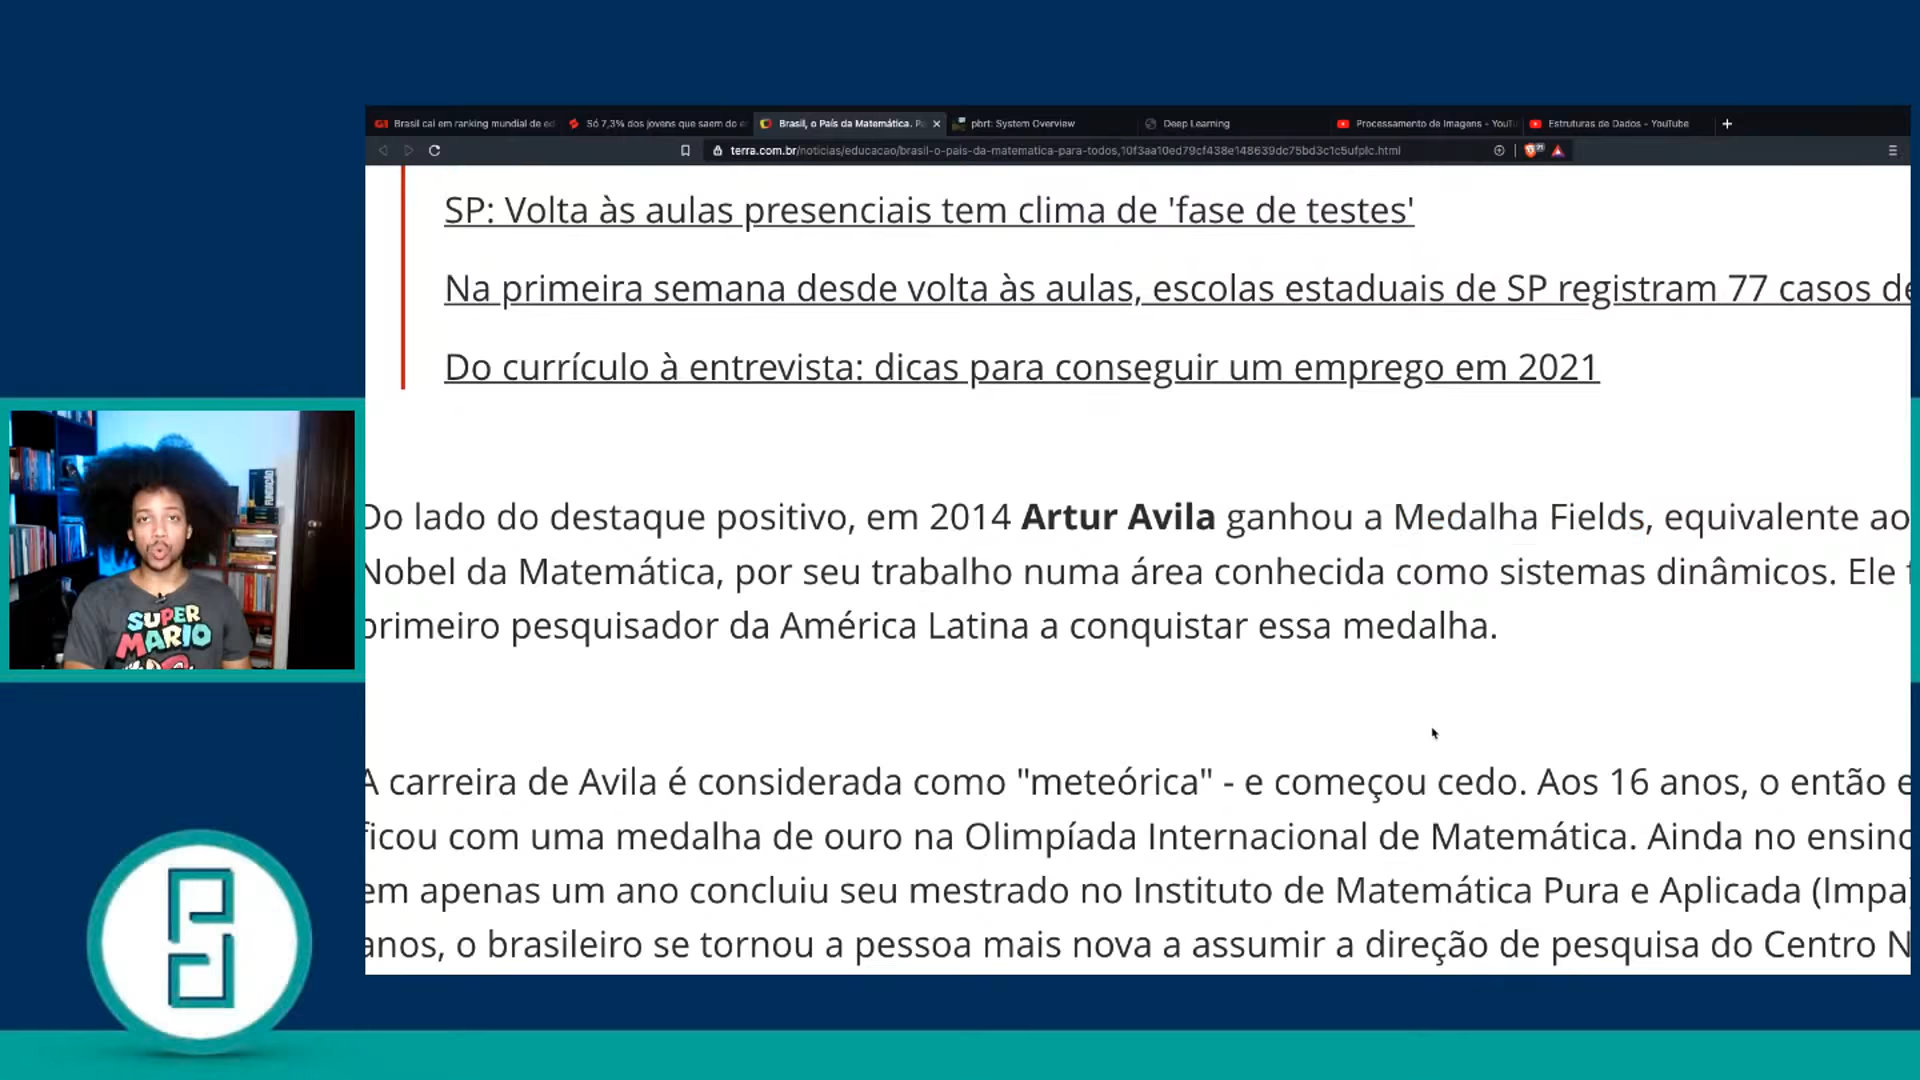 Brasil cai em ranking mundial de ed
Só 7,3% dos jovens que saem do e
Brasil, o País da Matemática. P
pbrt: System Overview
Deep Learning
Processamento de Imagens - YouTu
Estruturas de Dados - YouTube
terra.com.br/noticias/educacao/brasil-o-pais-da-matematica-para-todos,10f3aa10ed79cf438e148639dc75bd3c1c5ufplc.html
SP: Volta às aulas presenciais tem clima de 'fase de testes'
Na primeira semana desde volta às aulas, escolas estaduais de SP registram 77 casos de
Do currículo à entrevista: dicas para conseguir um emprego em 2021
Do lado do destaque positivo, em 2014 Artur Avila ganhou a Medalha Fields, equivalente ao
Nobel da Matemática, por seu trabalho numa área conhecida como sistemas dinâmicos. Ele
primeiro pesquisador da América Latina a conquistar essa medalha.
A carreira de Avila é considerada como "meteórica" - e começou cedo. Aos 16 anos, o então e
ficou com uma medalha de ouro na Olimpíada Internacional de Matemática. Ainda no ensino
em apenas um ano concluiu seu mestrado no Instituto de Matemática Pura e Aplicada (Impa)
anos, o brasileiro se tornou a pessoa mais nova a assumir a direção de pesquisa do Centro N
FUNDAÇÃO
SUPER
MARIO